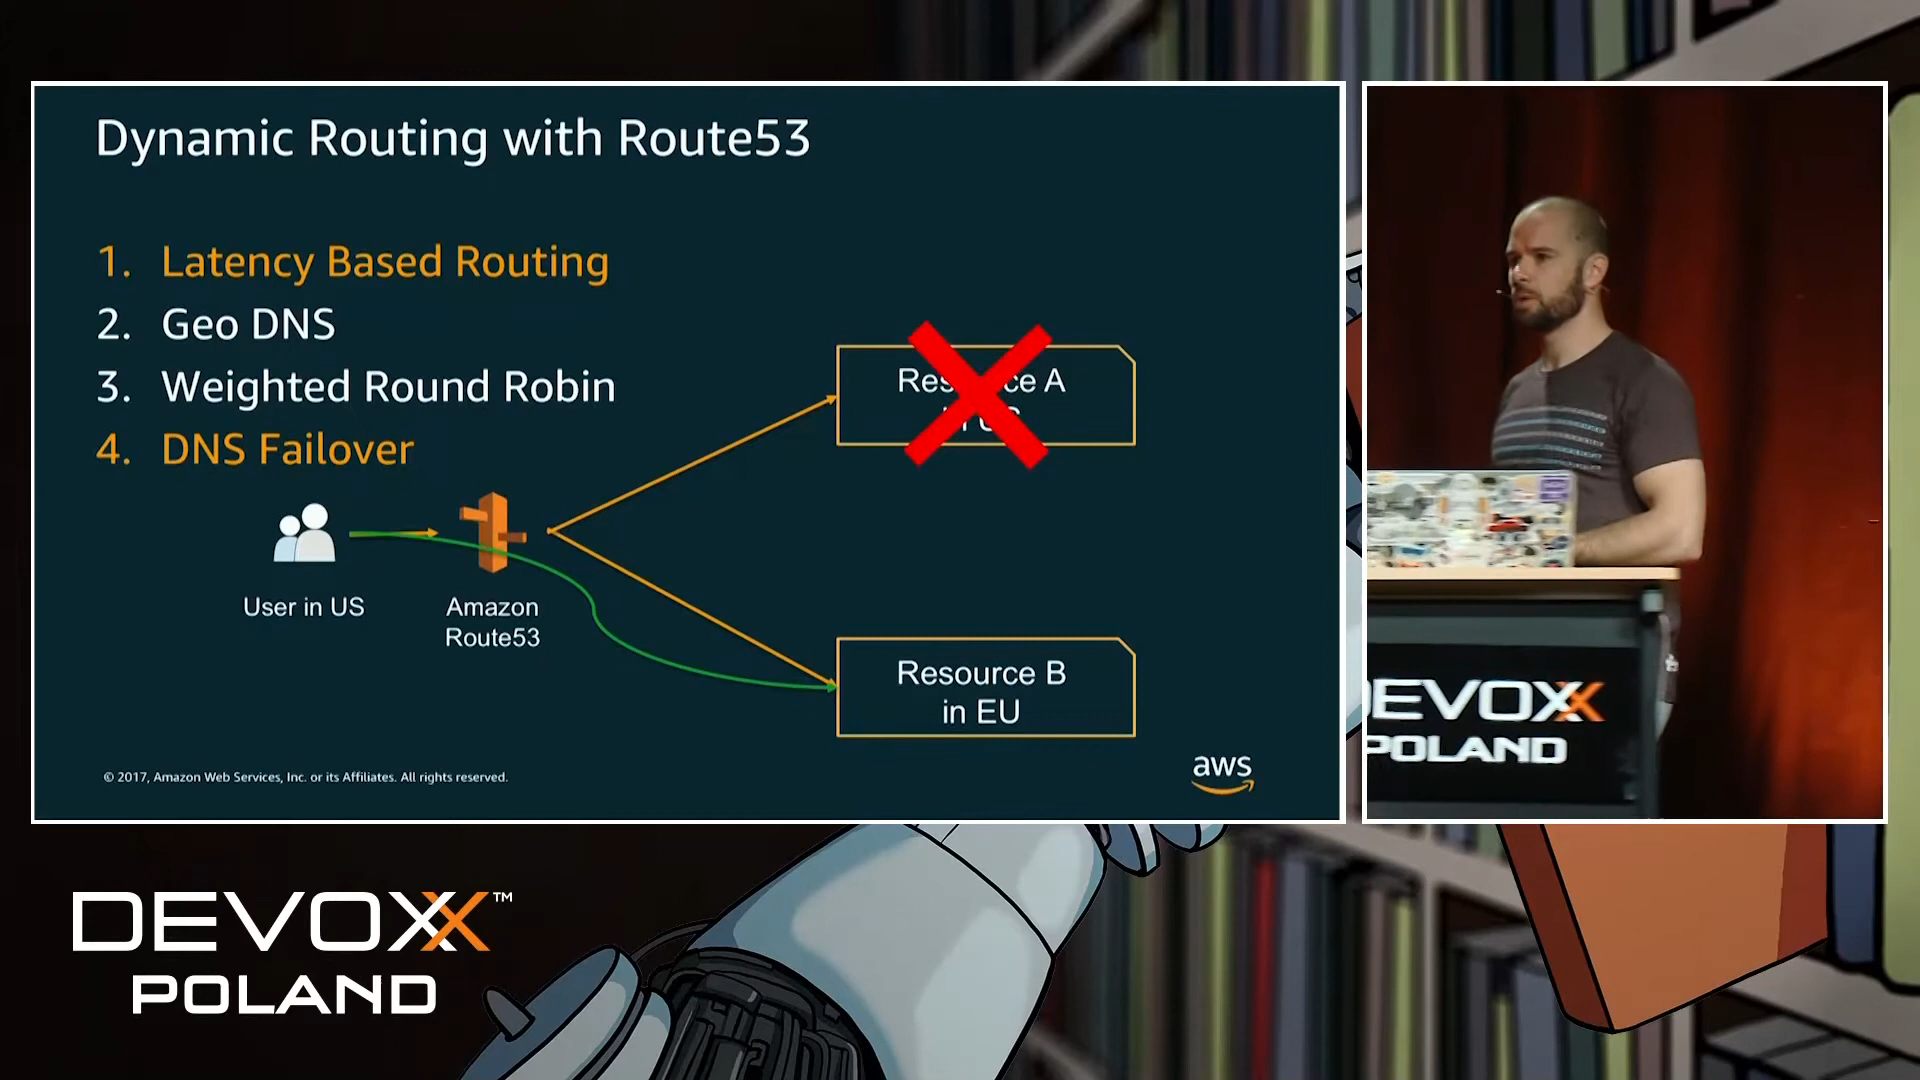 Dynamic Routing with Route53
1. Latency Based Routing
2. Geo DNS
3. Weighted Round Robin
4. DNS Failover
Resource A
User in US
Amazon
Route53
Resource B
in EU
© 2017, Amazon Web Services, Inc. or its Affiliates. All rights reserved.
aws
DEVOXX
POLAND
DEVOXX™
POLAND